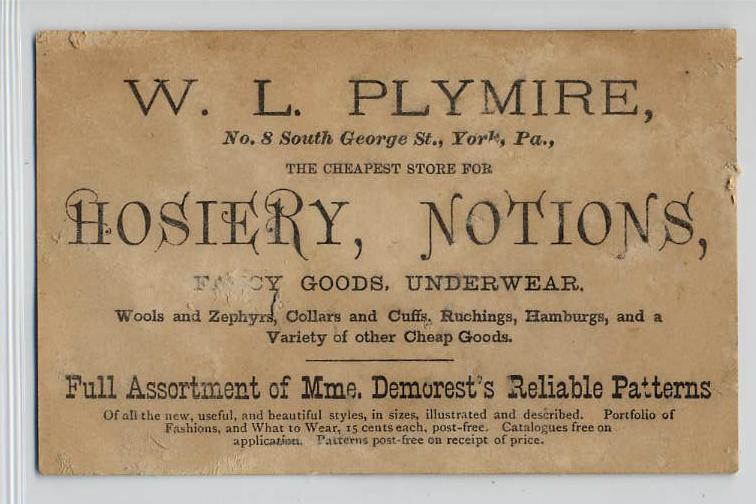 W. L. PLYMIRE,
No. 8 South George St., York, Pa.,
THE CHEAPEST STORE FOR
HOSIERY, NOTIONS,
FANCY GOODS, UNDERWEAR,
Wools and Zephyrs, Collars and Cuffs, Ruchings, Hamburgs, and a
Variety of other Cheap Goods.
Full Assortment of Mme. Demorest's Reliable Patterns
Of all the new, useful, and beautiful styles, in sizes, illustrated and described. Portfolio of
Fashions, and What to Wear, 15 cents each, post-free. Catalogues free on
application. Patterns post-free on receipt of price.